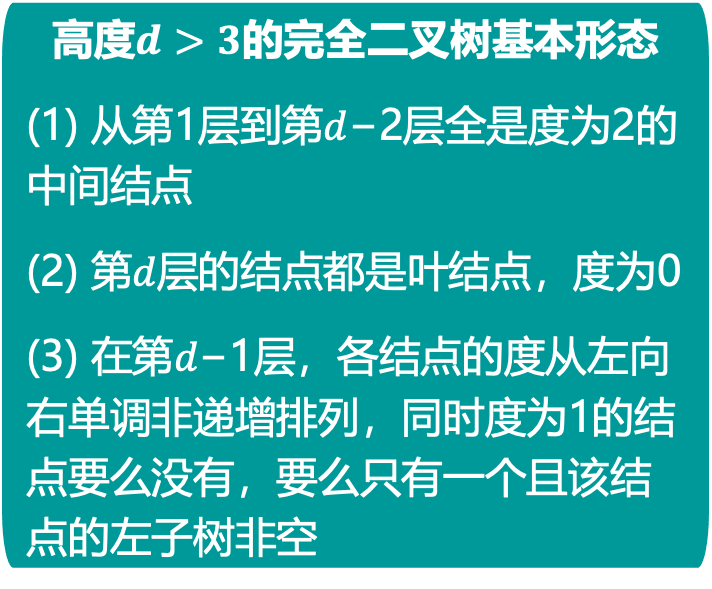 高度d > 3的完全二叉树基本形态
(1) 从第1层到第d−2层全是度为2的
中间结点
(2) 第d层的结点都是叶结点，度为0
(3) 在第d−1层，各结点的度从左向
右单调非递增排列，同时度为1的结
点要么没有，要么只有一个且该结
点的左子树非空